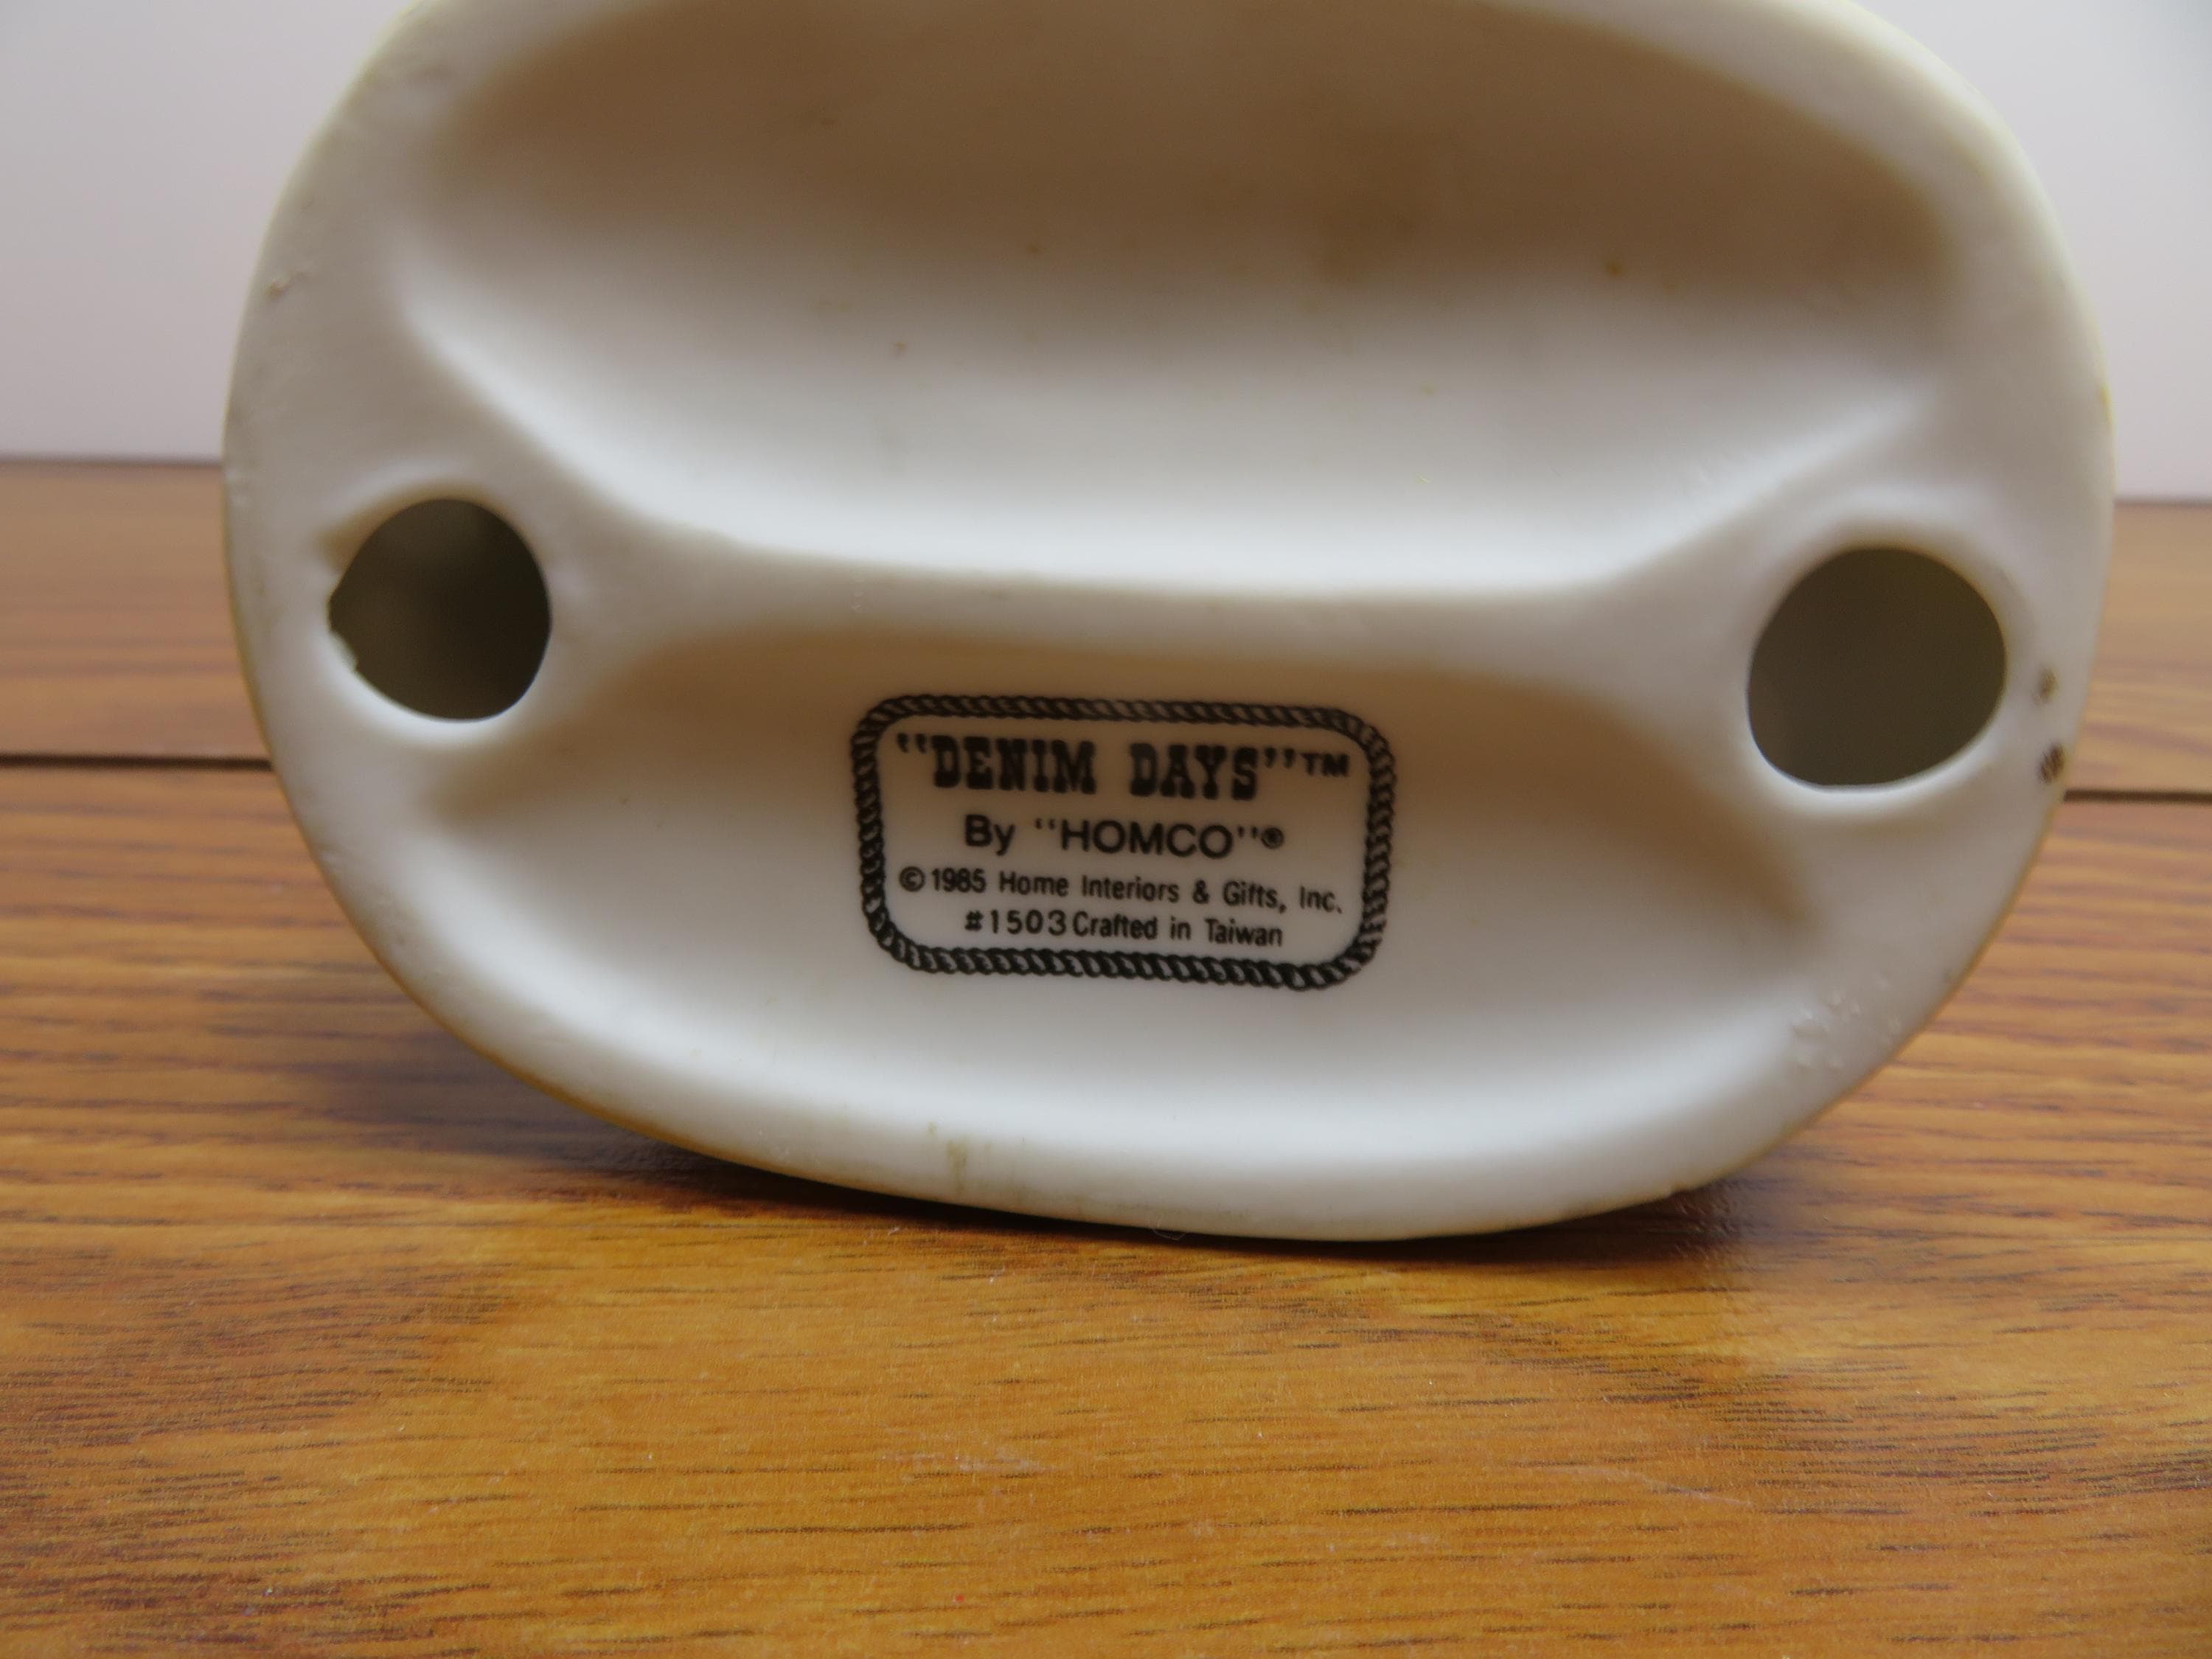 “DENIM DAYS”™
By “HOMCO”®
©1985 Home Interiors & Gifts, Inc.
#1503 Crafted in Taiwan